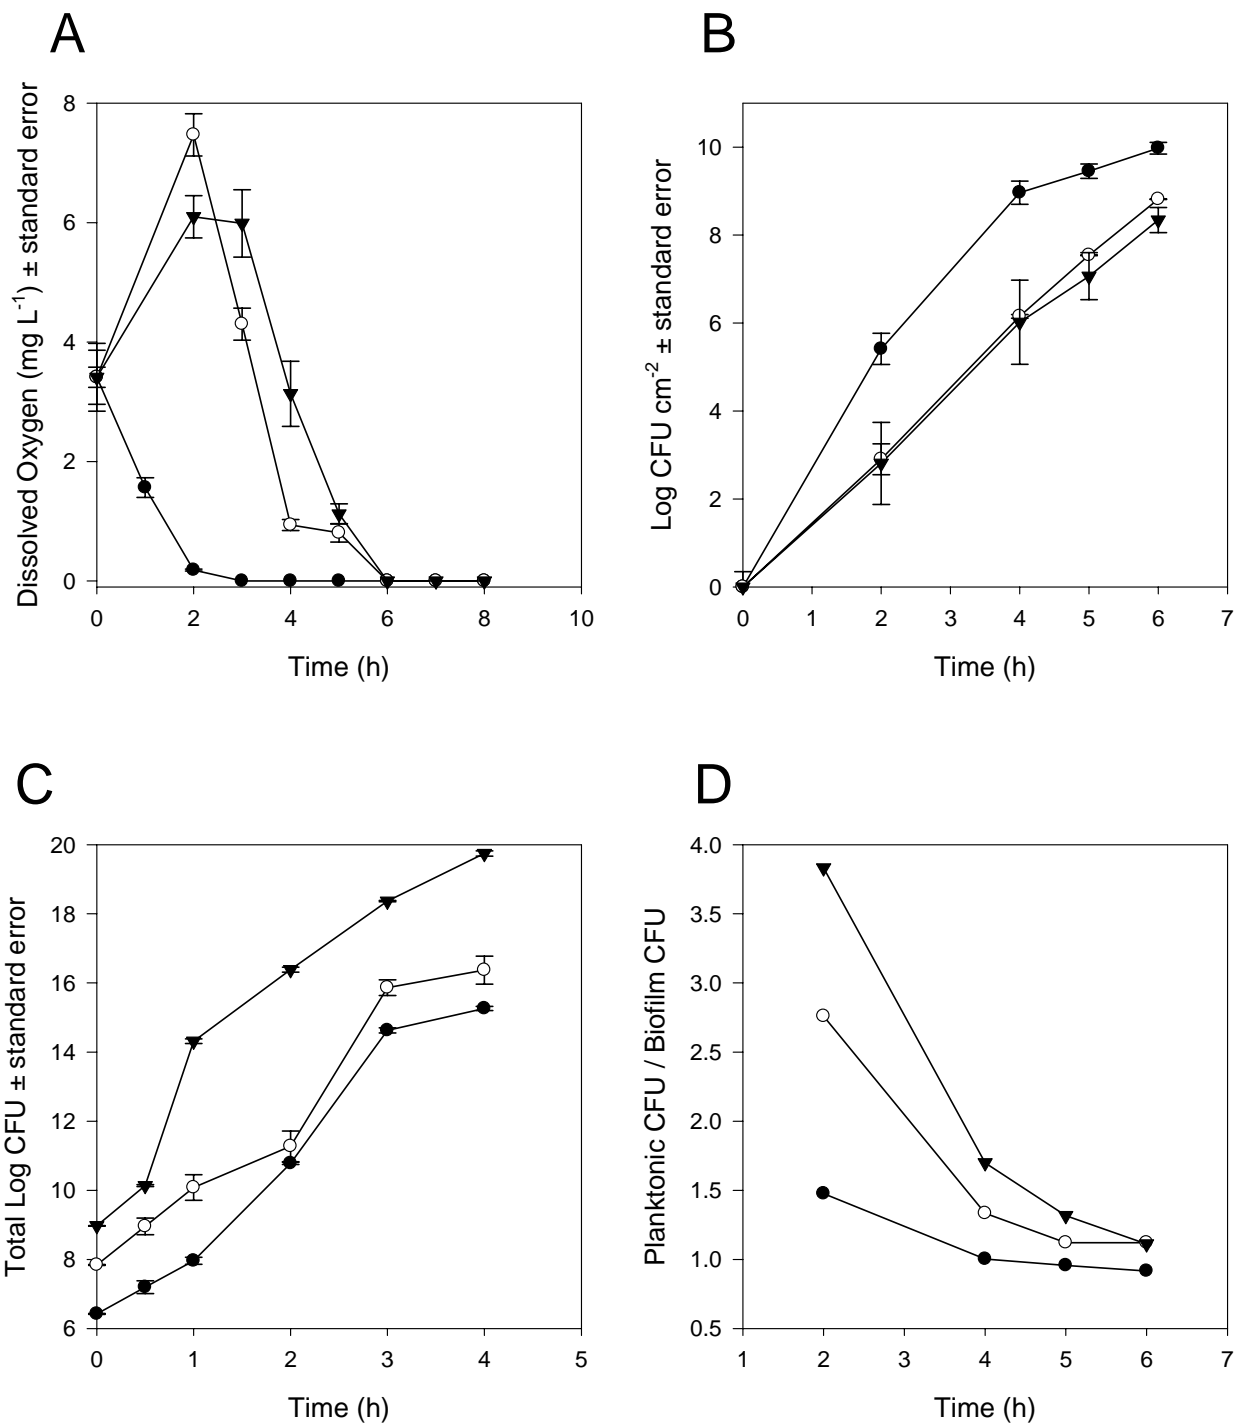 A
Dissolved Oxygen (mg L-1) ± standard error
8
6
4
2
0
0 2 4 6 8 10
Time (h)
B
Log CFU cm-2 ± standard error
10
8
6
4
2
0
0 1 2 3 4 5 6 7
Time (h)
C
Total Log CFU ± standard error
20
18
16
14
12
10
8
6
0 1 2 3 4 5
Time (h)
D
Planktonic CFU / Biofilm CFU
4.0
3.5
3.0
2.5
2.0
1.5
1.0
0.5
1 2 3 4 5 6 7
Time (h)